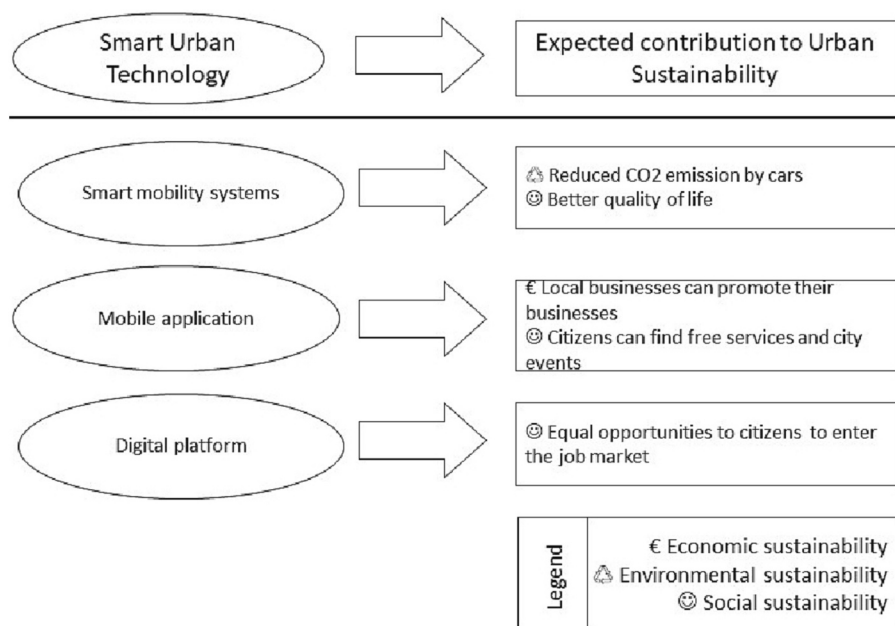 Smart Urban
Technology
Expected contribution to Urban
Sustainability
Smart mobility systems
♺ Reduced CO2 emission by cars
☺ Better quality of life
Mobile application
€ Local businesses can promote their
businesses
☺ Citizens can find free services and city
events
Digital platform
☺ Equal opportunities to citizens to enter
the job market
Legend
€ Economic sustainability
♺ Environmental sustainability
☺ Social sustainability